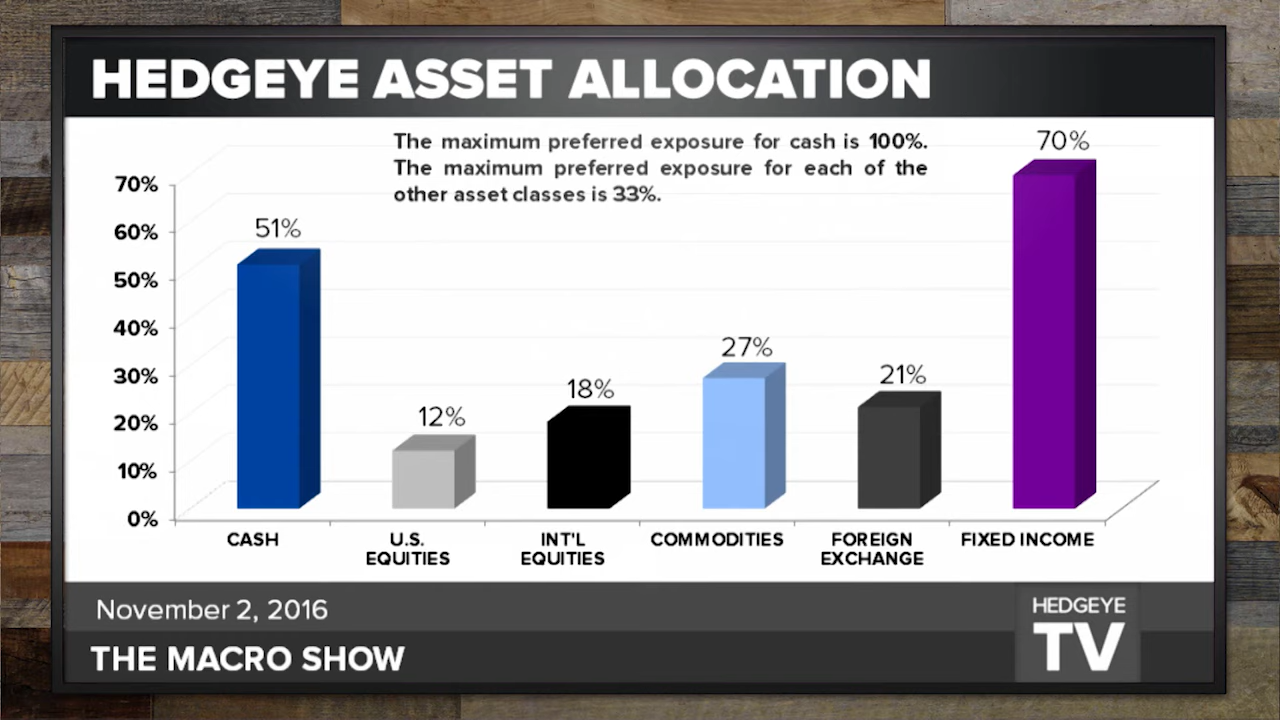 HEDGEYE ASSET ALLOCATION
The maximum preferred exposure for cash is 100%.
The maximum preferred exposure for each of the
other asset classes is 33%.
70%
60%
50%
40%
30%
20%
10%
0%
51%
12%
18%
27%
21%
70%
CASH
U.S.
EQUITIES
INT'L
EQUITIES
COMMODITIES
FOREIGN
EXCHANGE
FIXED INCOME
November 2, 2016
THE MACRO SHOW
HEDGEYE
TV